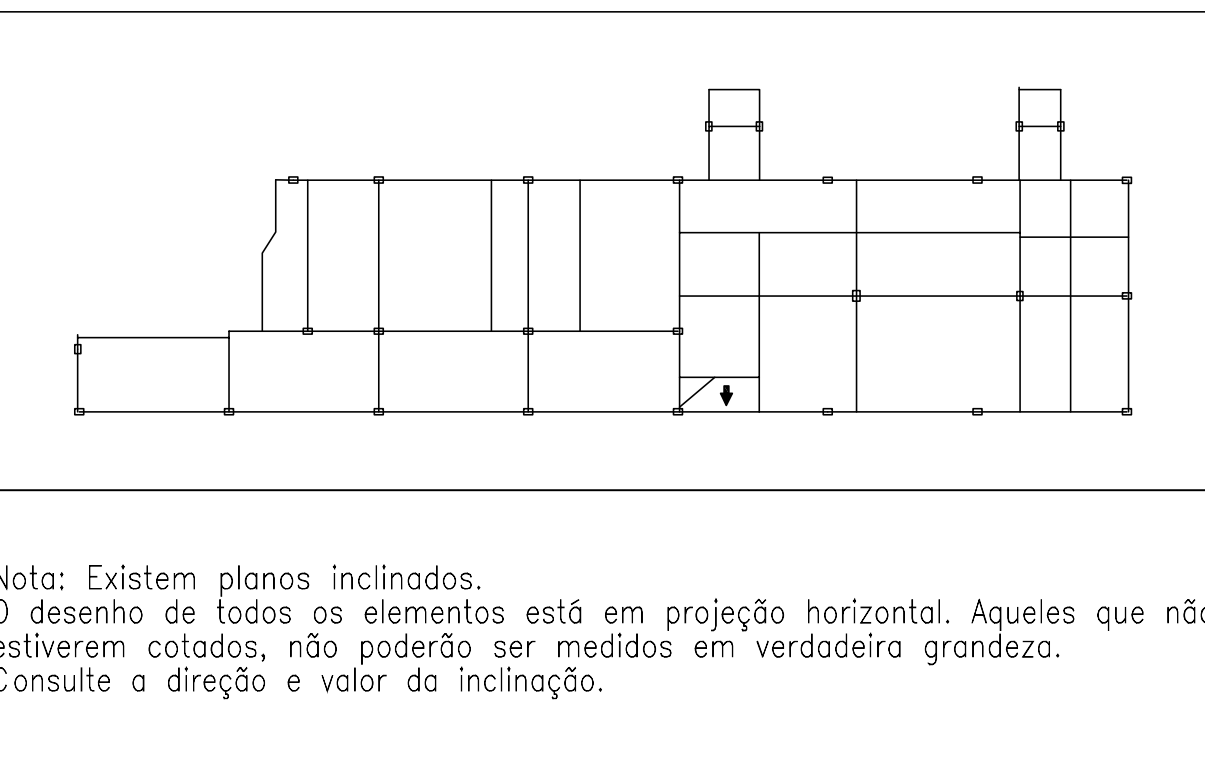 Nota: Existem planos inclinados.
O desenho de todos os elementos está em projeção horizontal. Aqueles que não
estiverem cotados, não poderão ser medidos em verdadeira grandeza.
Consulte a direção e valor da inclinação.